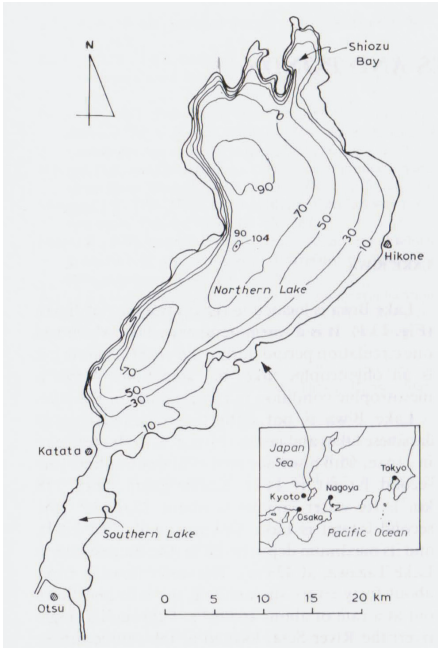 N
Shiozu
Bay
90
70
50
30
10
90
104
Hikone
Northern Lake
70
50
30
10
Katata
Southern Lake
Otsu
Japan
Sea
Tokyo
Kyoto
Nagoya
Osaka
Pacific Ocean
0 5 10 15 20 km